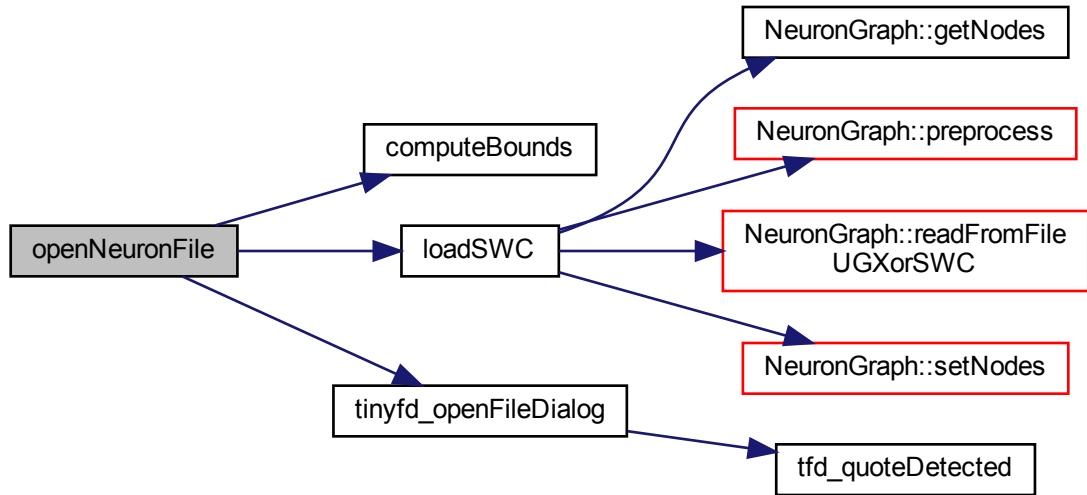 NeuronGraph::getNodes
NeuronGraph::preprocess
computeBounds
openNeuronFile
loadSWC
NeuronGraph::readFromFile
UGXorSWC
NeuronGraph::setNodes
tinyfd_openFileDialog
tfd_quoteDetected